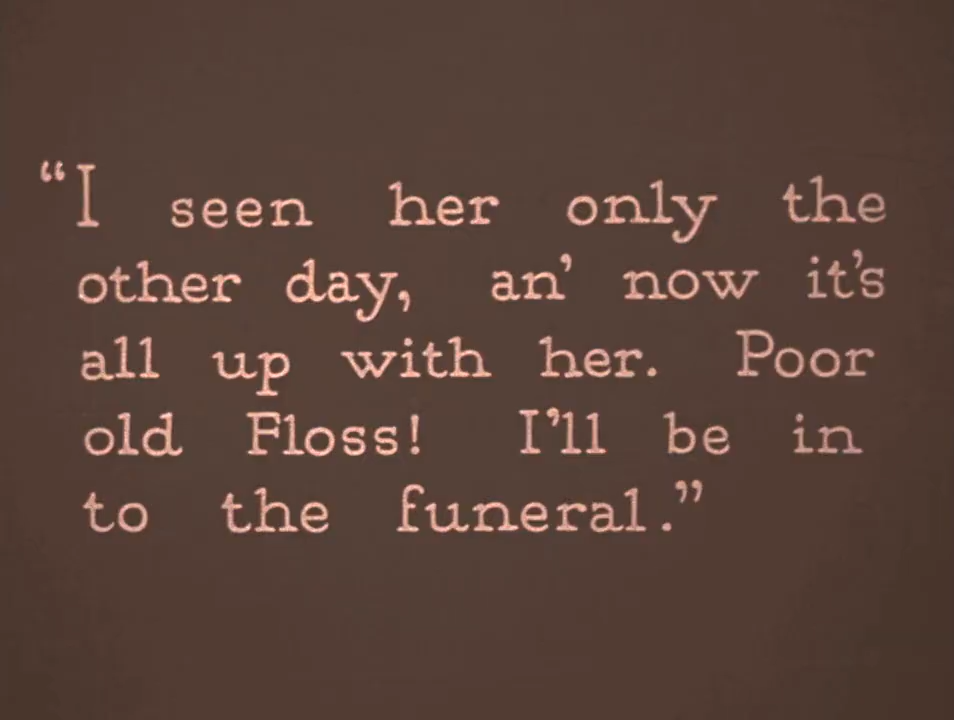 “I seen her only the
other day, an’ now it’s
all up with her. Poor
old Floss! I’ll be in
to the funeral.”